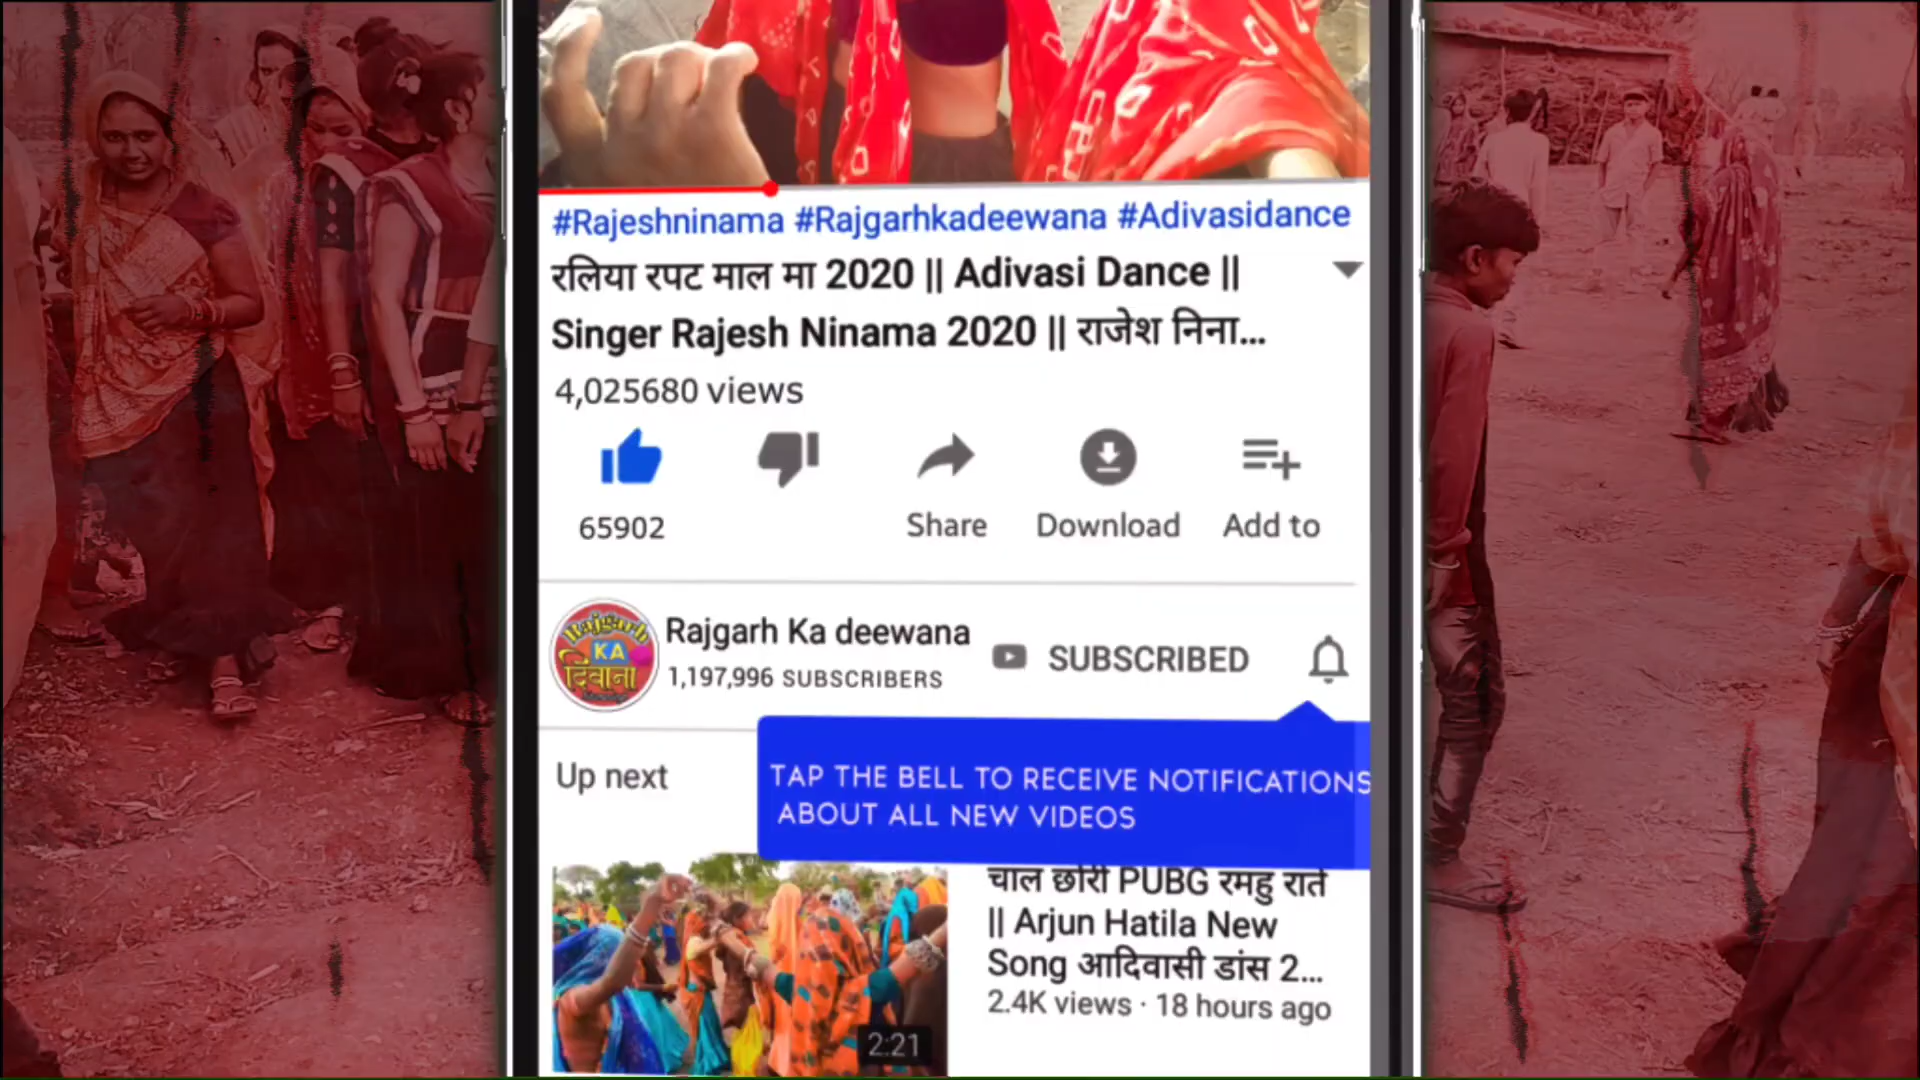 #Rajeshninama #Rajgarhkadeewana #Adivasidance
रलिया रपट माल मा 2020 || Adivasi Dance ||
Singer Rajesh Ninama 2020 || राजेश निना...
4,025680 views
65902
Share
Download
Add to
Rajgarh KA दिवाना
Rajgarh Ka deewana
1,197,996 SUBSCRIBERS
SUBSCRIBED
Up next
TAP THE BELL TO RECEIVE NOTIFICATIONS
ABOUT ALL NEW VIDEOS
चाल छोरी PUBG रमहु राते
|| Arjun Hatila New
Song आदिवासी डांस 2...
2.4K views · 18 hours ago
2:21